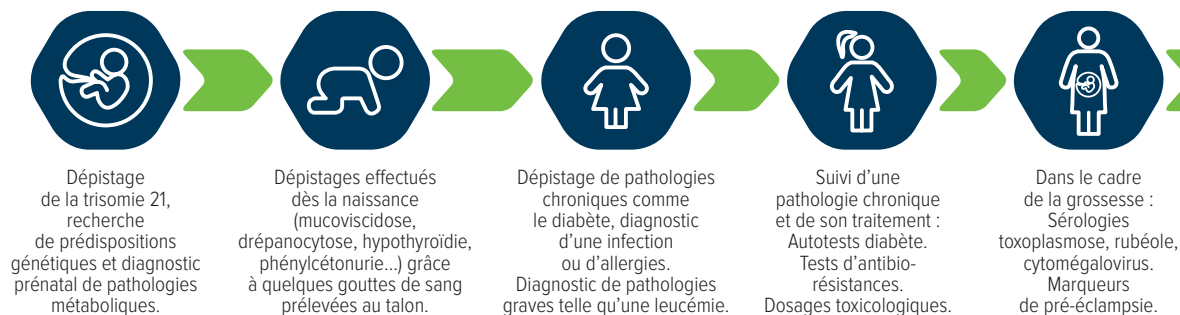 Dépistage
de la trisomie 21,
recherche
de prédispositions
génétiques et diagnostic
prénatal de pathologies
métaboliques.
Dépistages effectués
dès la naissance
(mucoviscidose,
drépanocytose, hypothyroïdie,
phénylcétonurie...) grâce
à quelques gouttes de sang
prélevées au talon.
Dépistage de pathologies
chroniques comme
le diabète, diagnostic
d'une infection
ou d'allergies.
Diagnostic de pathologies
graves telle qu'une leucémie.
Suivi d'une
pathologie chronique
et de son traitement :
Autotests diabète.
Tests d'antibio-
résistances.
Dosages toxicologiques.
Dans le cadre
de la grossesse :
Sérologies
toxoplasmose, rubéole,
cytomégalovirus.
Marqueurs
de pré-éclampsie.